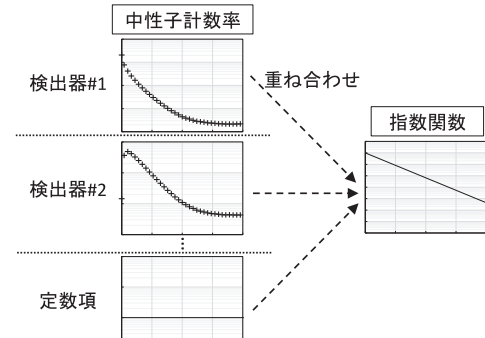 中性子計数率
検出器#1
重ね合わせ
指数関数
検出器#2
定数項